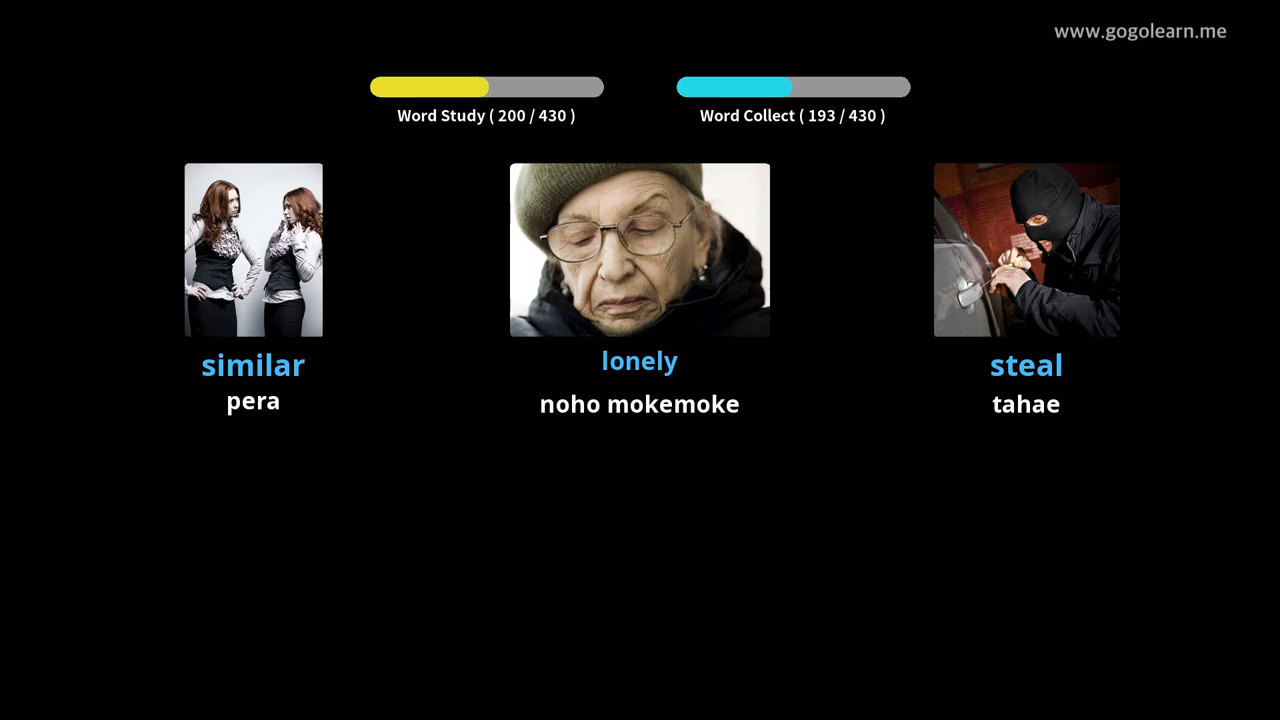 www.gogolearn.me
Word Study ( 200 / 430 )
Word Collect ( 193 / 430 )
similar
pera
lonely
noho mokemoke
steal
tahae